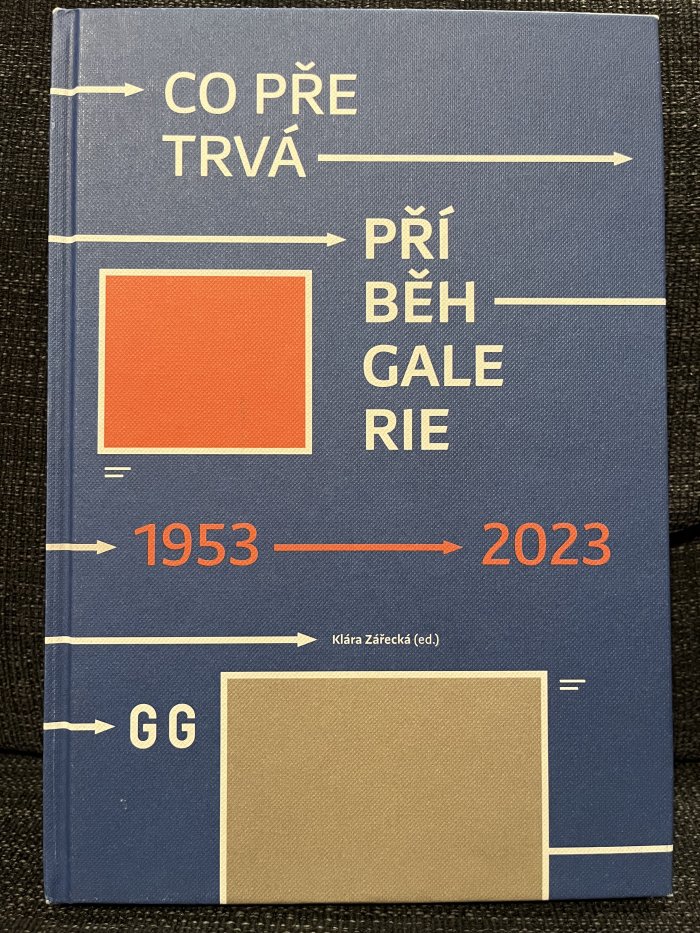 CO PŘE
TRVÁ
PŘÍ
BĚH
GALE
RIE
1953 2023
Klára Zářecká (ed.)
GG